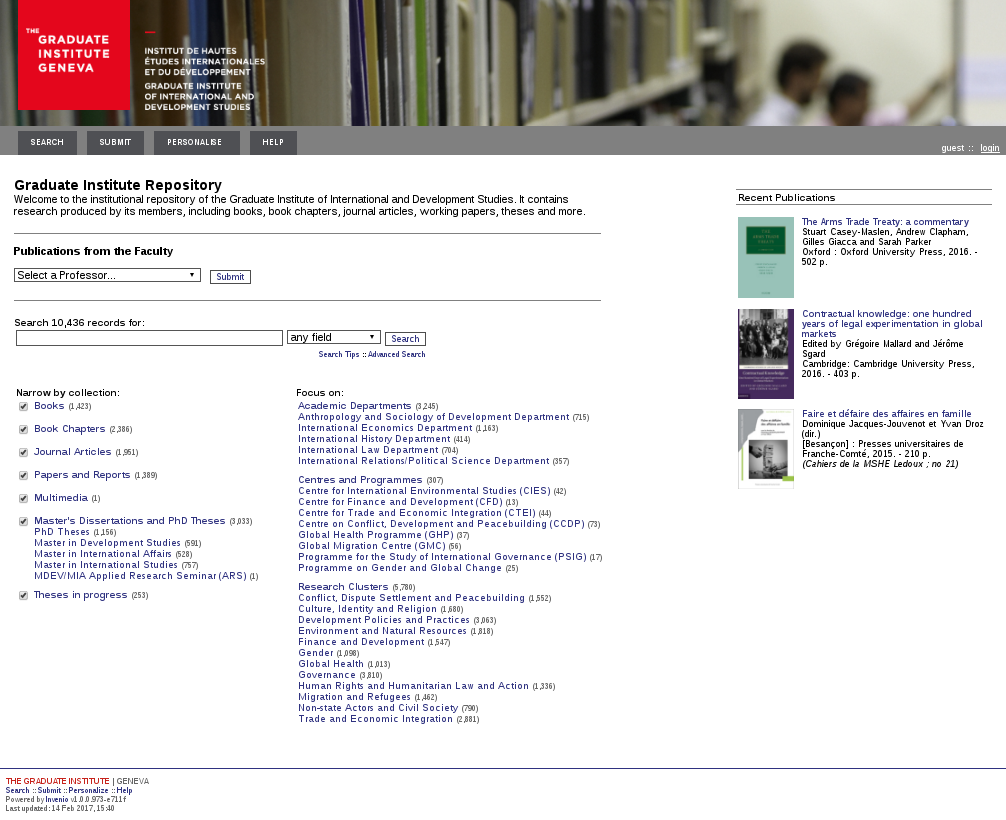 THE GRADUATE
INSTITUTE
GENEVA
INSTITUT DE HAUTES
ÉTUDES INTERNATIONALES
ET DU DÉVELOPPEMENT
GRADUATE INSTITUTE
OF INTERNATIONAL AND
DEVELOPMENT STUDIES
SEARCH SUBMIT PERSONALISE HELP
guest :: login
Graduate Institute Repository
Welcome to the institutional repository of the Graduate Institute of International and Development Studies. It contains
research produced by its members, including books, book chapters, journal articles, working papers, theses and more.
Publications from the Faculty
Select a Professor... Submit
Search 10,436 records for:
any field Search
Search Tips :: Advanced Search
Narrow by collection:
Books (1,423)
Book Chapters (2,386)
Journal Articles (1,951)
Papers and Reports (1,389)
Multimedia (1)
Master's Dissertations and PhD Theses (3,033)
PhD Theses (1,156)
Master in Development Studies (591)
Master in International Affairs (528)
Master in International Studies (757)
MDEV/MIA Applied Research Seminar (ARS) (1)
Theses in progress (253)
Focus on:
Academic Departments (3,245)
Anthropology and Sociology of Development Department (715)
International Economics Department (1,163)
International History Department (414)
International Law Department (704)
International Relations/Political Science Department (357)
Centres and Programmes (307)
Centre for International Environmental Studies (CIES) (42)
Centre for Finance and Development (CFD) (13)
Centre for Trade and Economic Integration (CTEI) (44)
Centre on Conflict, Development and Peacebuilding (CCDP) (73)
Global Health Programme (GHP) (37)
Global Migration Centre (GMC) (56)
Programme for the Study of International Governance (PSIG) (17)
Programme on Gender and Global Change (25)
Research Clusters (5,780)
Conflict, Dispute Settlement and Peacebuilding (1,552)
Culture, Identity and Religion (1,680)
Development Policies and Practices (3,063)
Environment and Natural Resources (1,818)
Finance and Development (1,547)
Gender (1,098)
Global Health (1,013)
Governance (3,810)
Human Rights and Humanitarian Law and Action (1,336)
Migration and Refugees (1,462)
Non-state Actors and Civil Society (790)
Trade and Economic Integration (2,881)
Recent Publications
The Arms Trade Treaty: a commentary
Stuart Casey-Maslen, Andrew Clapham,
Gilles Giacca and Sarah Parker
Oxford : Oxford University Press, 2016. -
502 p.
Contractual knowledge: one hundred
years of legal experimentation in global
markets
Edited by Grégoire Mallard and Jérôme
Sgard
Cambridge: Cambridge University Press,
2016. - 403 p.
Faire et défaire des affaires en famille
Dominique Jacques-Jouvenot et Yvan Droz
(dir.)
[Besançon] : Presses universitaires de
Franche-Comté, 2015. - 210 p.
(Cahiers de la MSHE Ledoux ; no 21)
THE GRADUATE INSTITUTE | GENEVA
Search :: Submit :: Personalize :: Help
Powered by Invenio v1.0.0.973-e711f
Last updated: 14 Feb 2017, 15:40